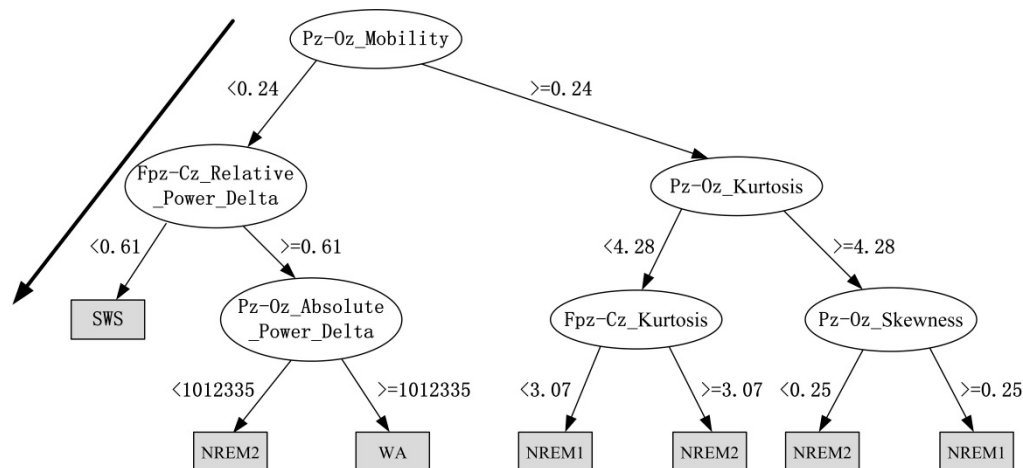 Pz-Oz_Mobility
<0.24
>=0.24
Fpz-Cz_Relative
_Power_Delta
Pz-Oz_Kurtosis
<0.61
>=0.61
<4.28
>=4.28
SWS
Pz-Oz_Absolute
_Power_Delta
Fpz-Cz_Kurtosis
Pz-Oz_Skewness
<1012335
>=1012335
<3.07
>=3.07
<0.25
>=0.25
NREM2
WA
NREM1
NREM2
NREM2
NREM1